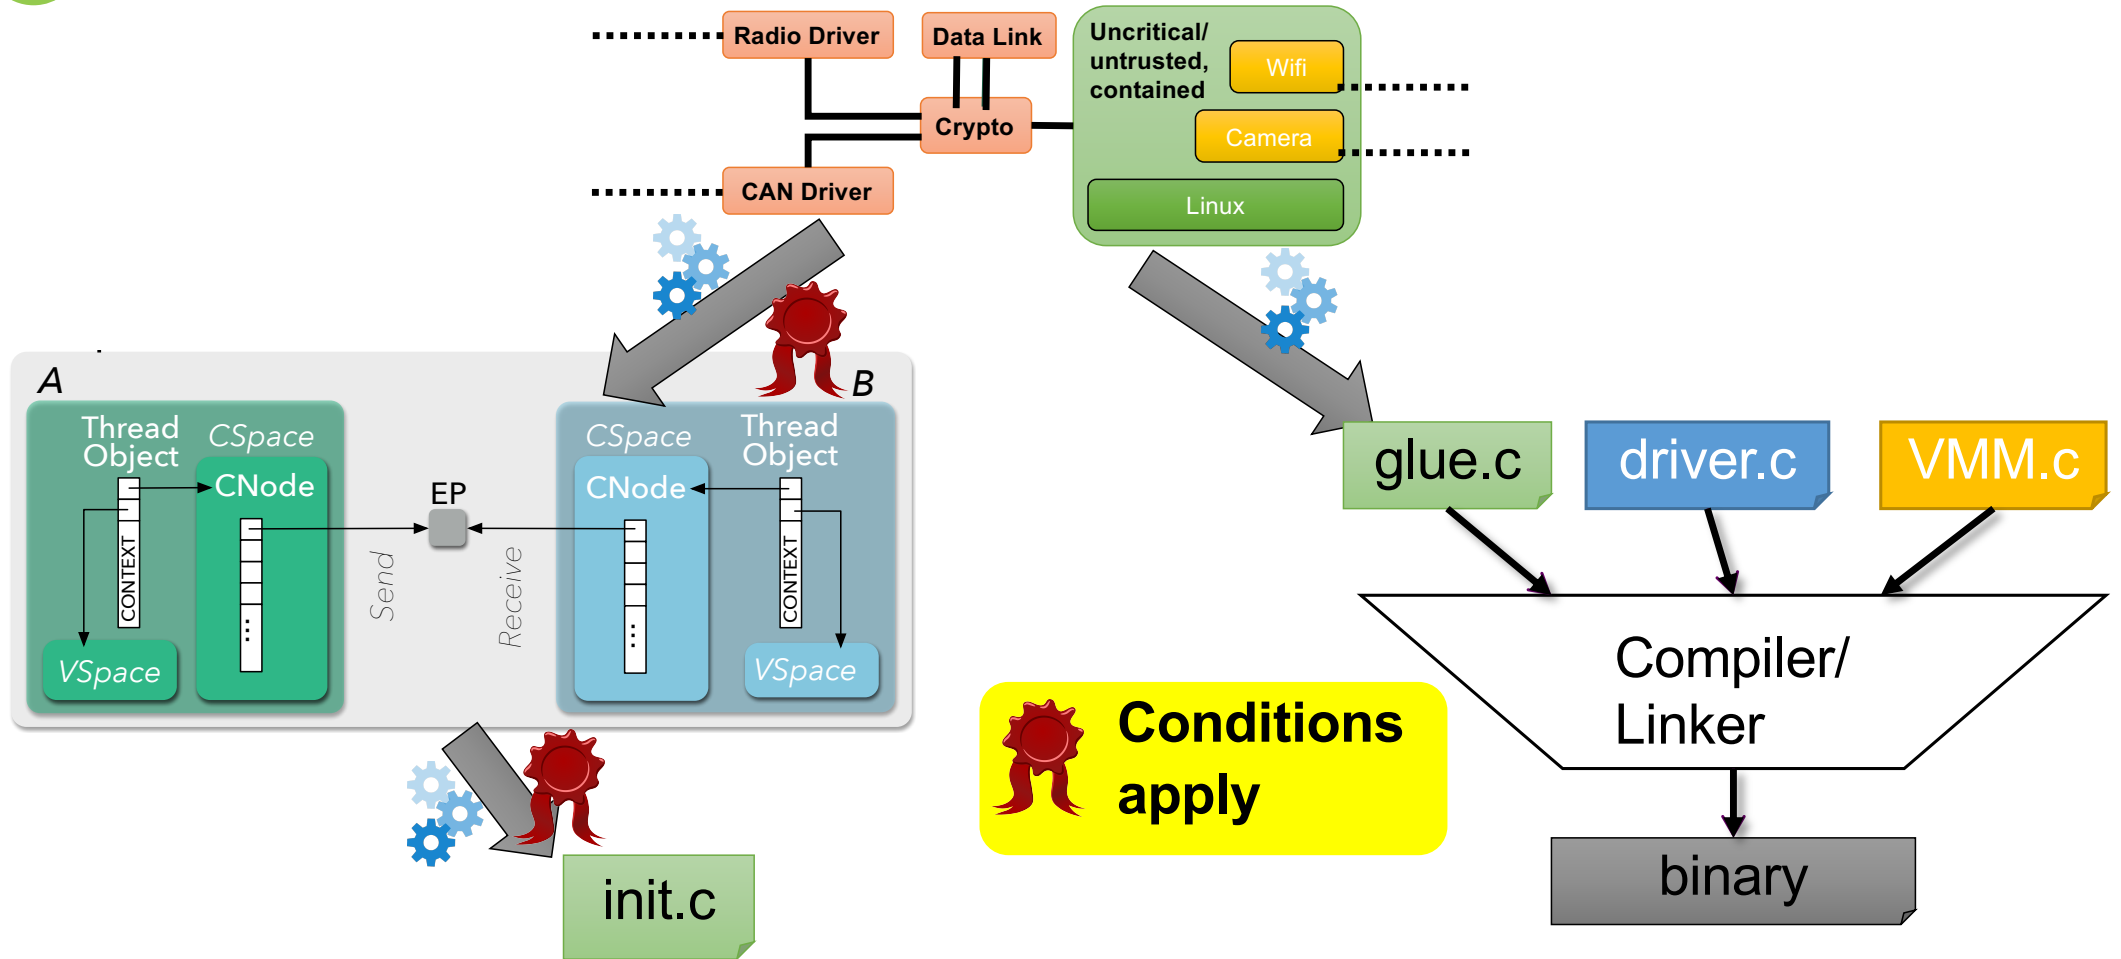 Radio Driver
Data Link
Uncritical/
untrusted,
contained
Wifi
Crypto
Camera
CAN Driver
Linux
A
B
Thread
Object
CSpace
CNode
CONTEXT
...
VSpace
EP
Send
Receive
CSpace
CNode
...
Thread
Object
CONTEXT
VSpace
init.c
Conditions
apply
glue.c
driver.c
VMM.c
Compiler/
Linker
binary